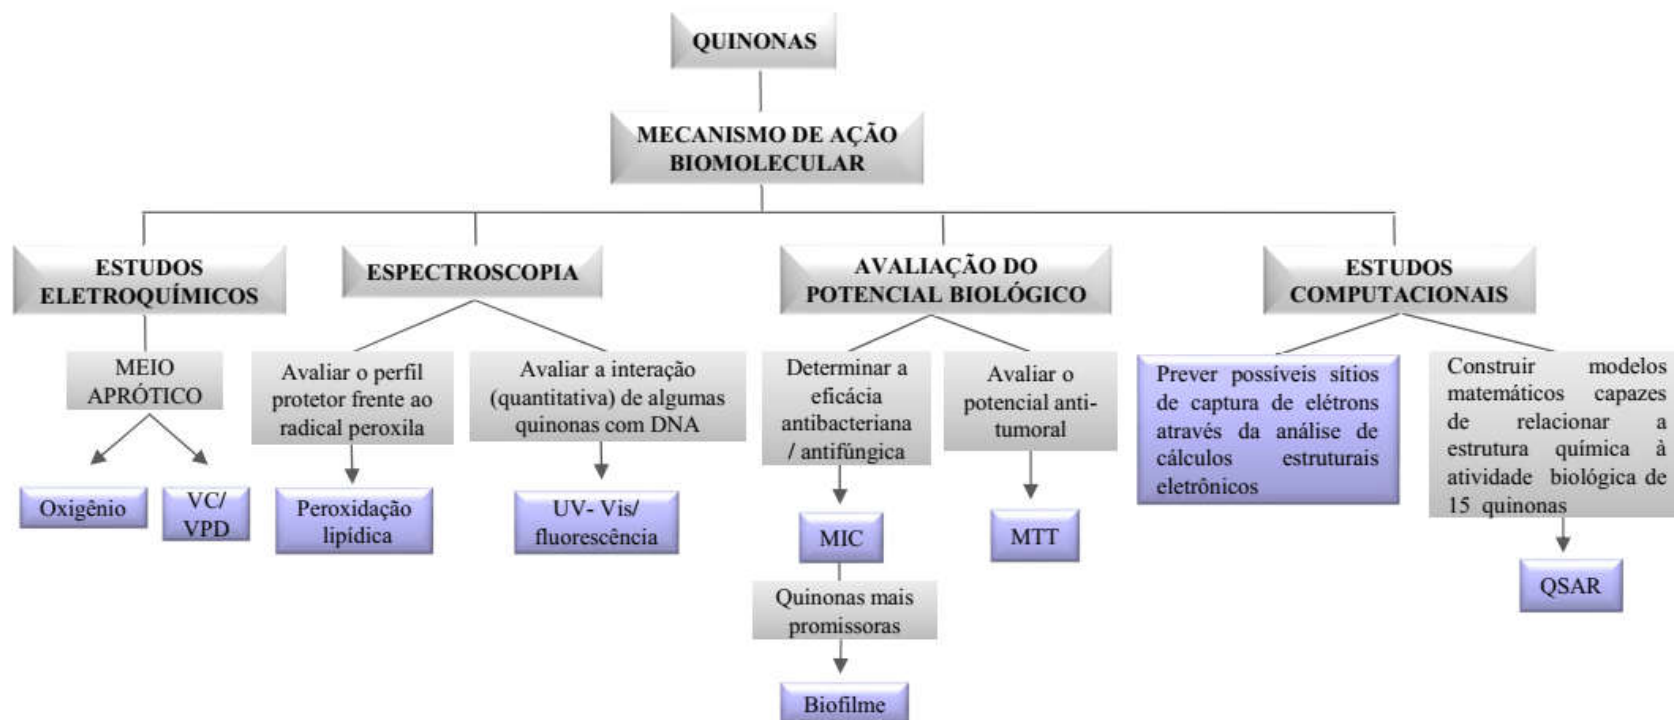 QUINONAS
MECANISMO DE AÇÃO
BIOMOLECULAR
ESTUDOS
ELETROQUÍMICOS
MEIO
APRÓTICO
Oxigênio
VC/
VPD
ESPECTROSCOPIA
Avaliar o perfil
protetor frente ao
radical peroxila
Peroxidação
lipídica
Avaliar a interação
(quantitativa) de algumas
quinonas com DNA
UV- Vis/
fluorescência
AVALIAÇÃO DO
POTENCIAL BIOLÓGICO
Determinar a
eficácia
antibacteriana
/ antifúngica
MIC
Quinonas mais
promissoras
Biofilme
Avaliar o
potencial anti-
tumoral
MTT
ESTUDOS
COMPUTACIONAIS
Prever possíveis sítios
de captura de elétrons
através da análise de
cálculos estruturais
eletrônicos
Construir modelos
matemáticos capazes
de relacionar a
estrutura química à
atividade biológica de
15 quinonas
QSAR